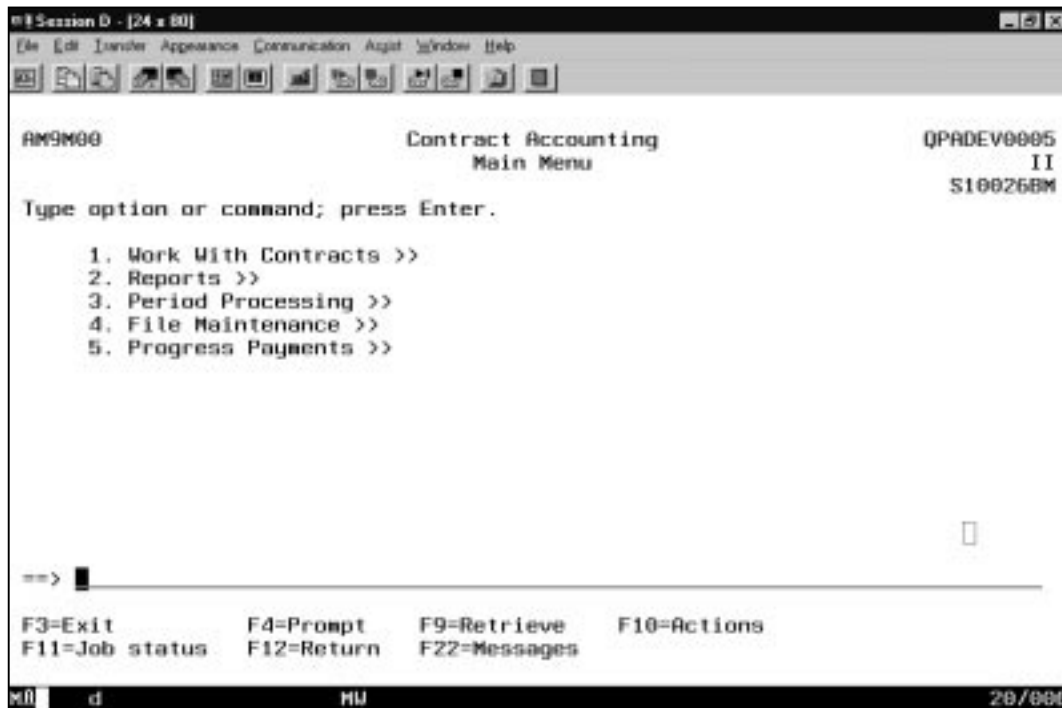 Session D - [24 x 80]
File Edit Transfer Appearance Communication Assist Window Help
AM9M00 Contract Accounting QPADEV0005
Main Menu II
S10026BM
Type option or command; press Enter.
1. Work With Contracts >>
2. Reports >>
3. Period Processing >>
4. File Maintenance >>
5. Progress Payments >>
==>
F3=Exit F4=Prompt F9=Retrieve F10=Actions
F11=Job status F12=Return F22=Messages
MA d MW